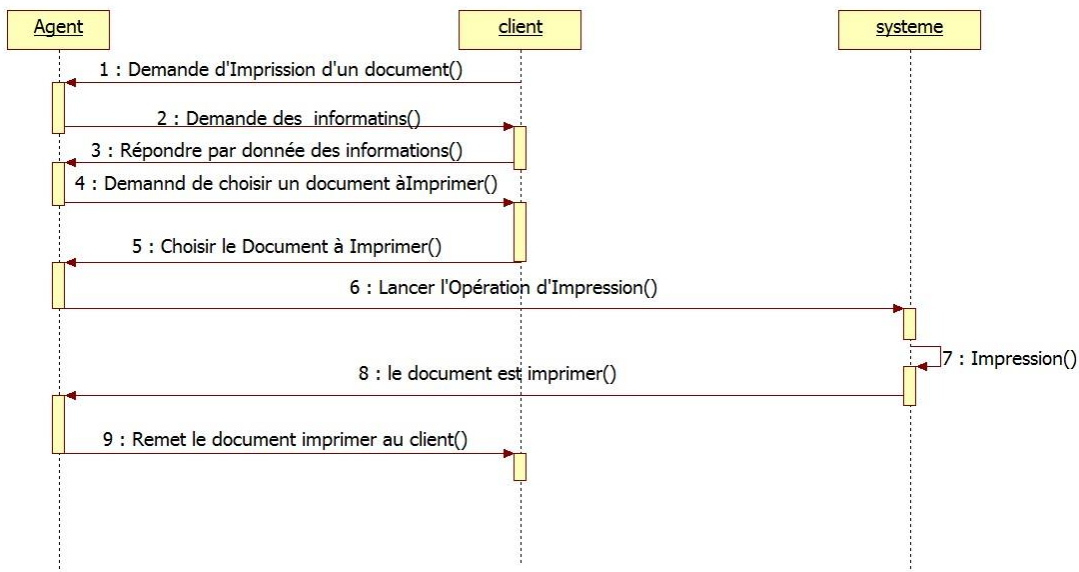 Agent
client
systeme
1 : Demande d'Imprission d'un document()
2 : Demande des  informatins()
3 : Répondre par donnée des informations()
4 : Demannd de choisir un document àImprimer()
5 : Choisir le Document à Imprimer()
6 : Lancer l'Opération d'Impression()
7 : Impression()
8 : le document est imprimer()
9 : Remet le document imprimer au client()